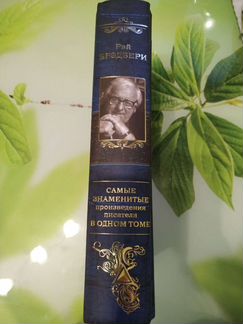 Рэй
БРЭДБЕРИ
САМЫЕ
ЗНАМЕНИТЫЕ
произведения
писателя
В ОДНОМ ТОМЕ